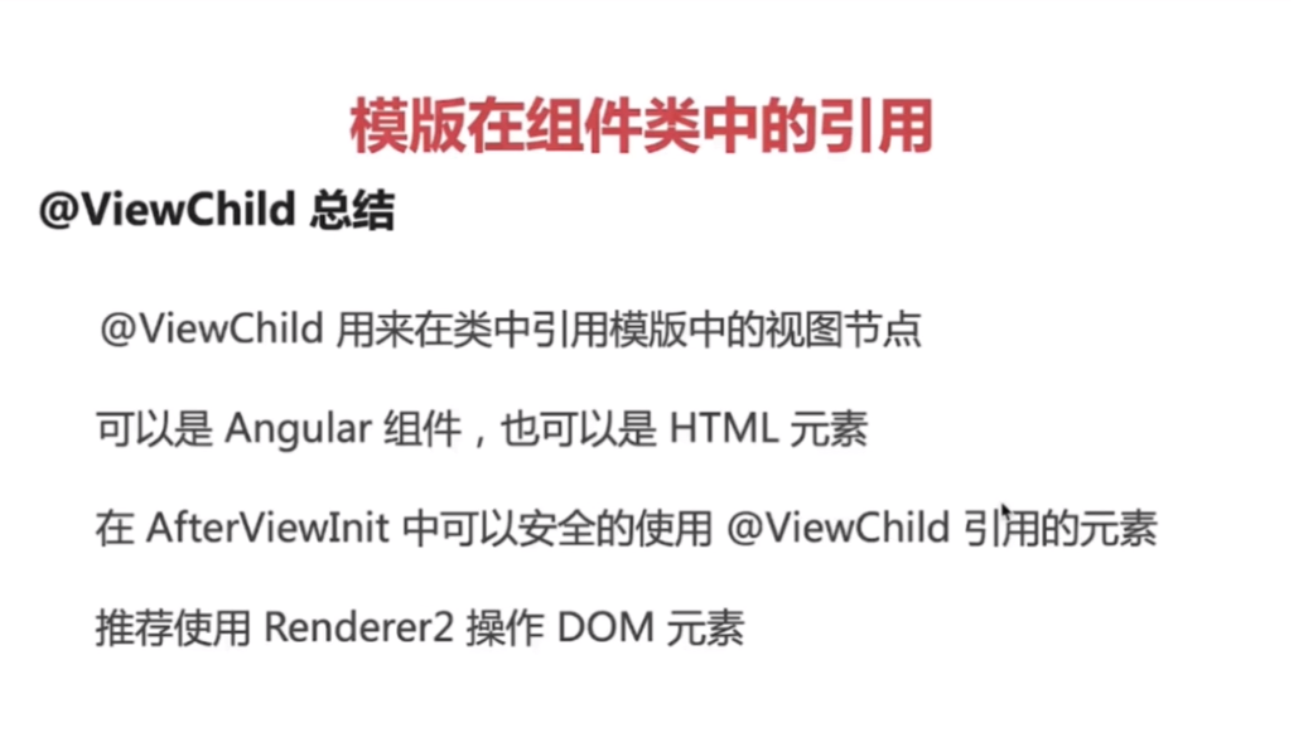 模版在组件类中的引用
@ViewChild 总结
@ViewChild 用来在类中引用模版中的视图节点
可以是 Angular 组件，也可以是 HTML 元素
在 AfterViewInit 中可以安全的使用 @ViewChild 引用的元素
推荐使用 Renderer2 操作 DOM 元素